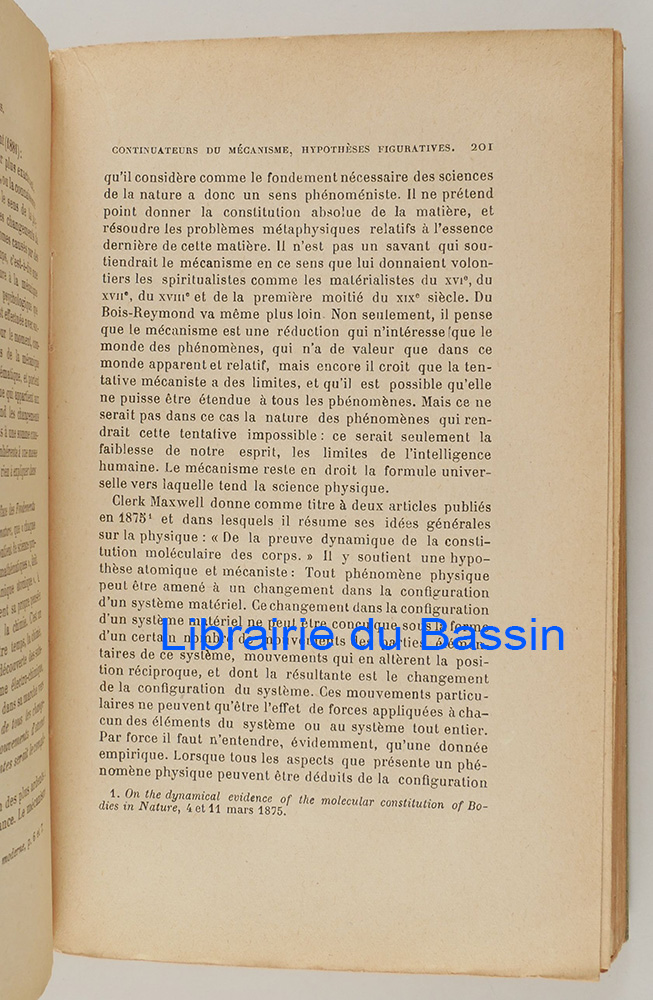 CONTINUATEURS DU MÉCANISME, HYPOTHÈSES FIGURATIVES. 201
qu'il considère comme le fondement nécessaire des sciences
de la nature a donc un sens phénoméniste. Il ne prétend
point donner la constitution absolue de la matière, et
résoudre les problèmes métaphysiques relatifs à l'essence
dernière de cette matière. Il n'est pas un savant qui sou-
tiendrait le mécanisme en ce sens que lui donnaient volon-
tiers les spiritualistes comme les matérialistes du XVIe, du
XVIIe, du XVIIIe et de la première moitié du XIXe siècle. Du
Bois-Reymond va même plus loin. Non seulement, il pense
que le mécanisme est une réduction qui n'intéresse que le
monde des phénomènes, qui n'a de valeur que dans ce
monde apparent et relatif, mais encore il croit que la ten-
tative mécaniste a des limites, et qu'il est possible qu'elle
ne puisse être étendue à tous les phénomènes. Mais ce ne
serait pas dans ce cas la nature des phénomènes qui ren-
drait cette tentative impossible : ce serait seulement la
faiblesse de notre esprit, les limites de l'intelligence
humaine. Le mécanisme reste en droit la formule univer-
selle vers laquelle tend la science physique.
Clerk Maxwell donne comme titre à deux articles publiés
en 1875¹ et dans lesquels il résume ses idées générales
sur la physique : « De la preuve dynamique de la consti-
tution moléculaire des corps. » Il y soutient une hypo-
thèse atomique et mécaniste : Tout phénomène physique
peut être amené à un changement dans la configuration
d'un système matériel. Ce changement dans la configuration
d'un système matériel ne peut être conçu que sous la forme
d'un certain nombre de mouvements des parties élémen-
Librairie du Bassin
taires de ce système, mouvements qui en altèrent la posi-
tion réciproque, et dont la résultante est le changement
de la configuration du système. Ces mouvements particu-
laires ne peuvent qu'être l'effet de forces appliquées à cha-
cun des éléments du système ou au système tout entier.
Par force il faut n'entendre, évidemment, qu'une donnée
empirique. Lorsque tous les aspects que présente un phé-
nomène physique peuvent être déduits de la configuration
1. On the dynamical evidence of the molecular constitution of Bo-
dies in Nature, 4 et 11 mars 1875.